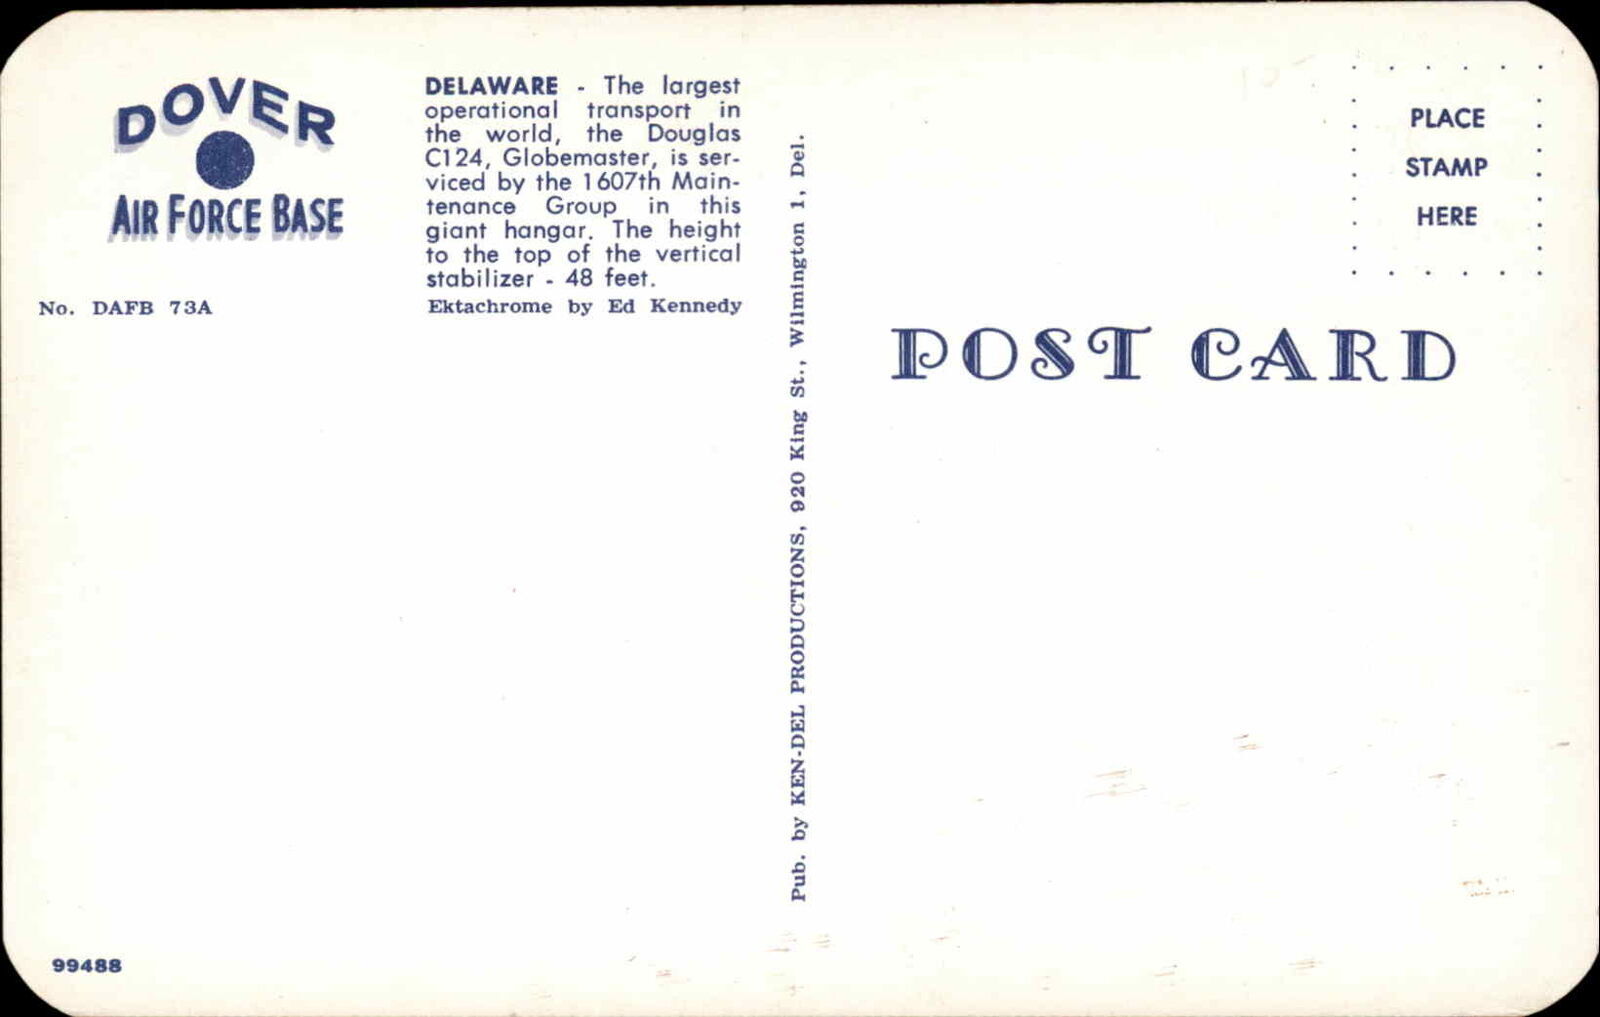 DOVER
AIR FORCE BASE
No. DAFB 73A
DELAWARE - The largest
operational transport in
the world, the Douglas
C124, Globemaster, is ser-
viced by the 1607th Main-
tenance Group in this
giant hangar. The height
to the top of the vertical
stabilizer - 48 feet.
Ektachrome by Ed Kennedy
Pub. by KEN-DEL PRODUCTIONS, 920 King St., Wilmington 1, Del.
PLACE
STAMP
HERE
POST CARD
99488